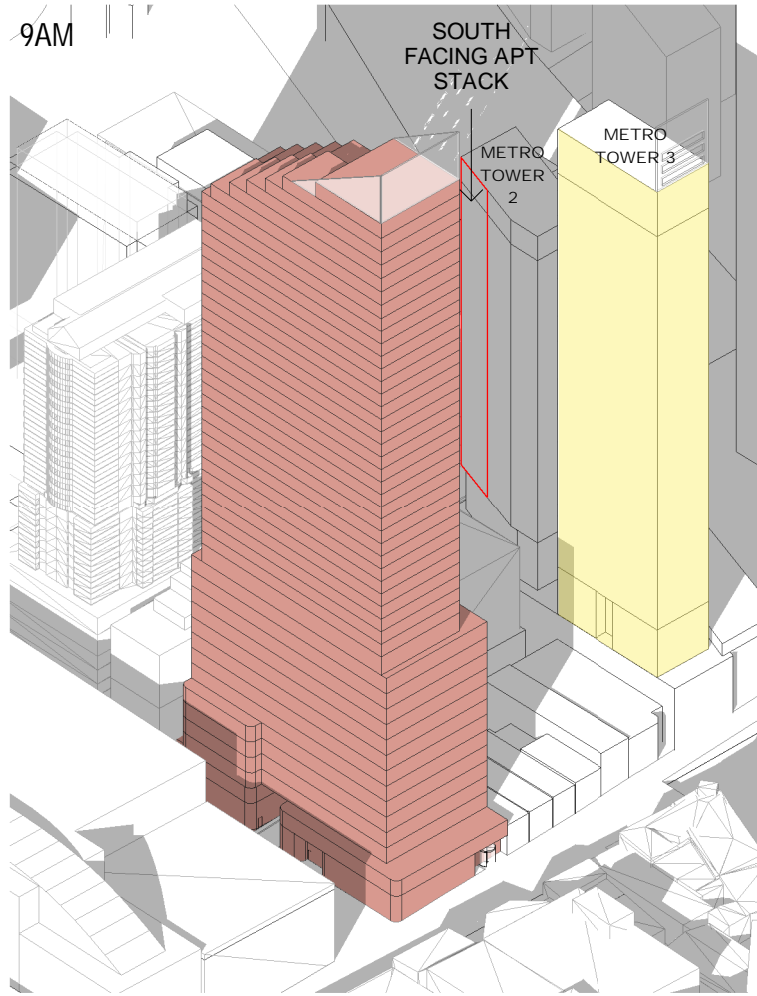 9AM
SOUTH
FACING APT
STACK
METRO
TOWER
2
METRO
TOWER 3